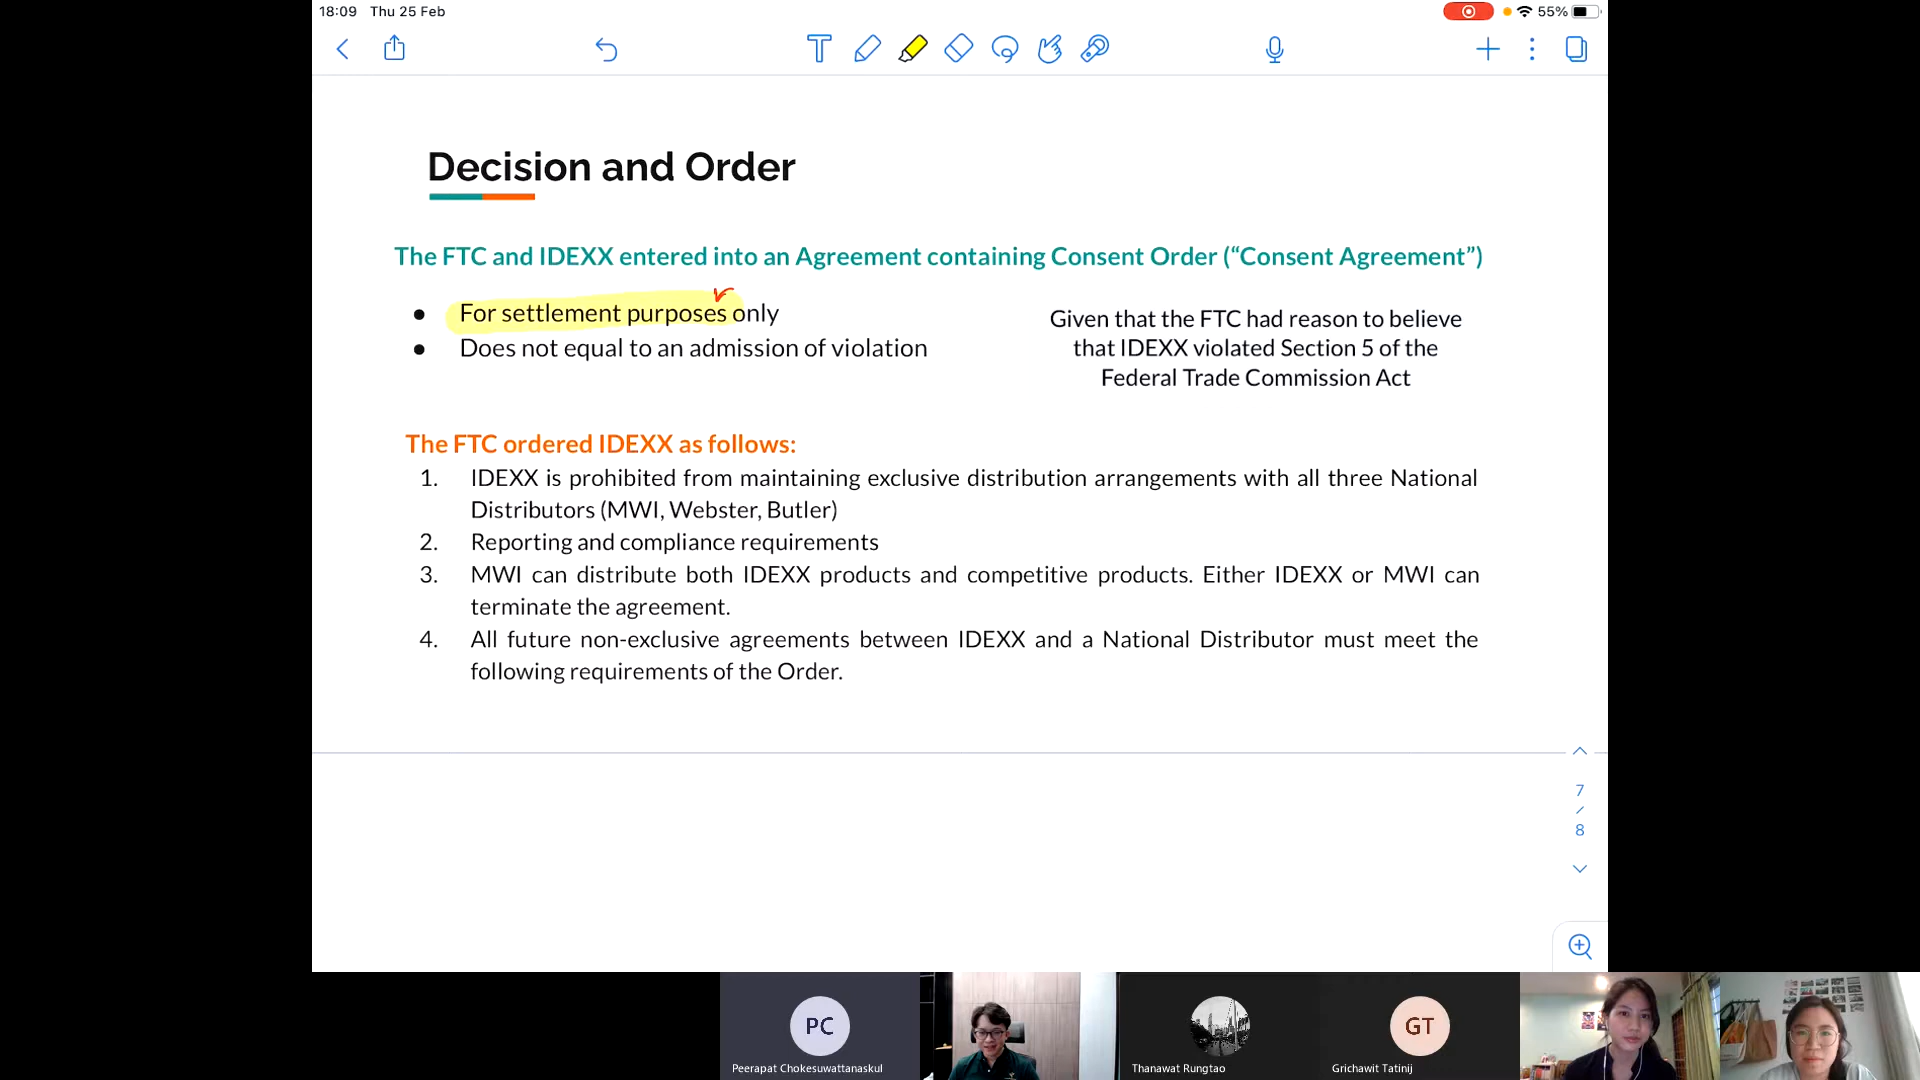 18:09 Thu 25 Feb
55%
Decision and Order
The FTC and IDEXX entered into an Agreement containing Consent Order (“Consent Agreement”)
● For settlement purposes only
● Does not equal to an admission of violation
Given that the FTC had reason to believe
that IDEXX violated Section 5 of the
Federal Trade Commission Act
The FTC ordered IDEXX as follows:
1. IDEXX is prohibited from maintaining exclusive distribution arrangements with all three National
Distributors (MWI, Webster, Butler)
2. Reporting and compliance requirements
3. MWI can distribute both IDEXX products and competitive products. Either IDEXX or MWI can
terminate the agreement.
4. All future non-exclusive agreements between IDEXX and a National Distributor must meet the
following requirements of the Order.
7
/
8
PC
GT
Peerapat Chokesuwattanaskul
Thanawat Rungtao
Grichawit Tatinij